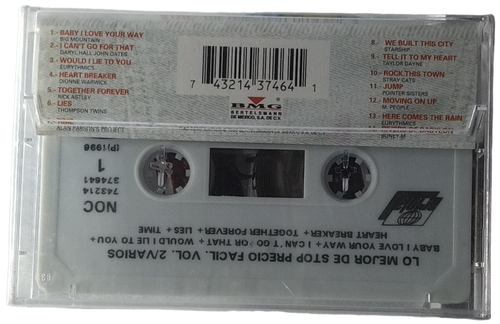 1.- BABY I LOVE YOUR WAY
BIG MOUNTAIN
2.- I CAN'T GO FOR THAT
DARYL HALL JOHN OATES
3.- WOULD I LIE TO YOU
EURYTHMICS
4.- HEART BREAKER
DIONNE WARWICK
5.- TOGETHER FOREVER
RICK ASTLEY
6.- LIES
THOMPSON TWINS
ALAN PARSON'S PROJECT
7 43214 37464 1
BMG
BERTELSMANN
DE MEXICO, S.A. DE C.V.
8.- WE BUILT THIS CITY
STARSHIP
9.- TELL IT TO MY HEART
TAYLOR DAYNE
10.- ROCK THIS TOWN
STRAY CATS
11.- JUMP
POINTER SISTERS
12.- MOVING ON UP
M. PEOPLE
13.- HERE COMES THE RAIN
EURYTHMICS
RIVERS OF BABYLON
BONEY M
LO MEJOR DE STOP PRECIO FACIL. VOL. 2/VARIOS
BABY I LOVE YOUR WAY + I CAN'T GO FOR THAT + WOULD I LIE TO YOU +
HEART BREAKER + TOGETHER FOREVER + LIES + TIME
NOC
1
743214
374641
(P)1996